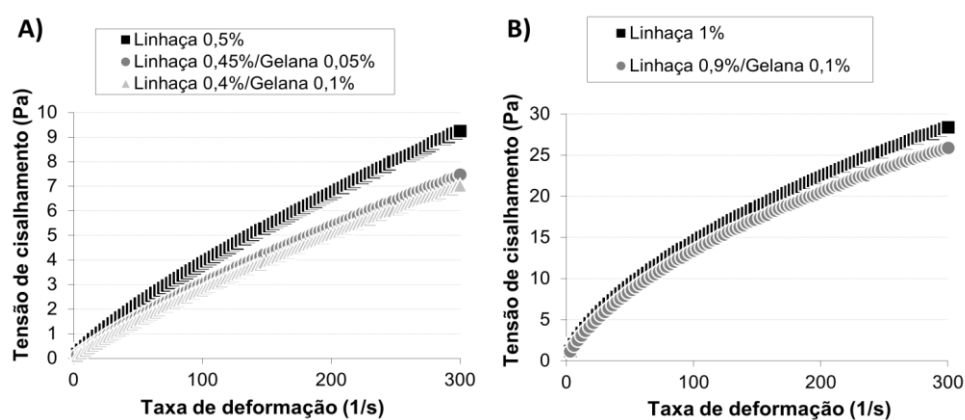 A)
Linhaça 0,5%
Linhaça 0,45%/Gelana 0,05%
Linhaça 0,4%/Gelana 0,1%
Tensão de cisalhamento (Pa)
10
9
8
7
6
5
4
3
2
1
0
0 100 200 300
Taxa de deformação (1/s)
B)
Linhaça 1%
Linhaça 0,9%/Gelana 0,1%
Tensão de cisalhamento (Pa)
30
25
20
15
10
5
0
0 100 200 300
Taxa de deformação (1/s)